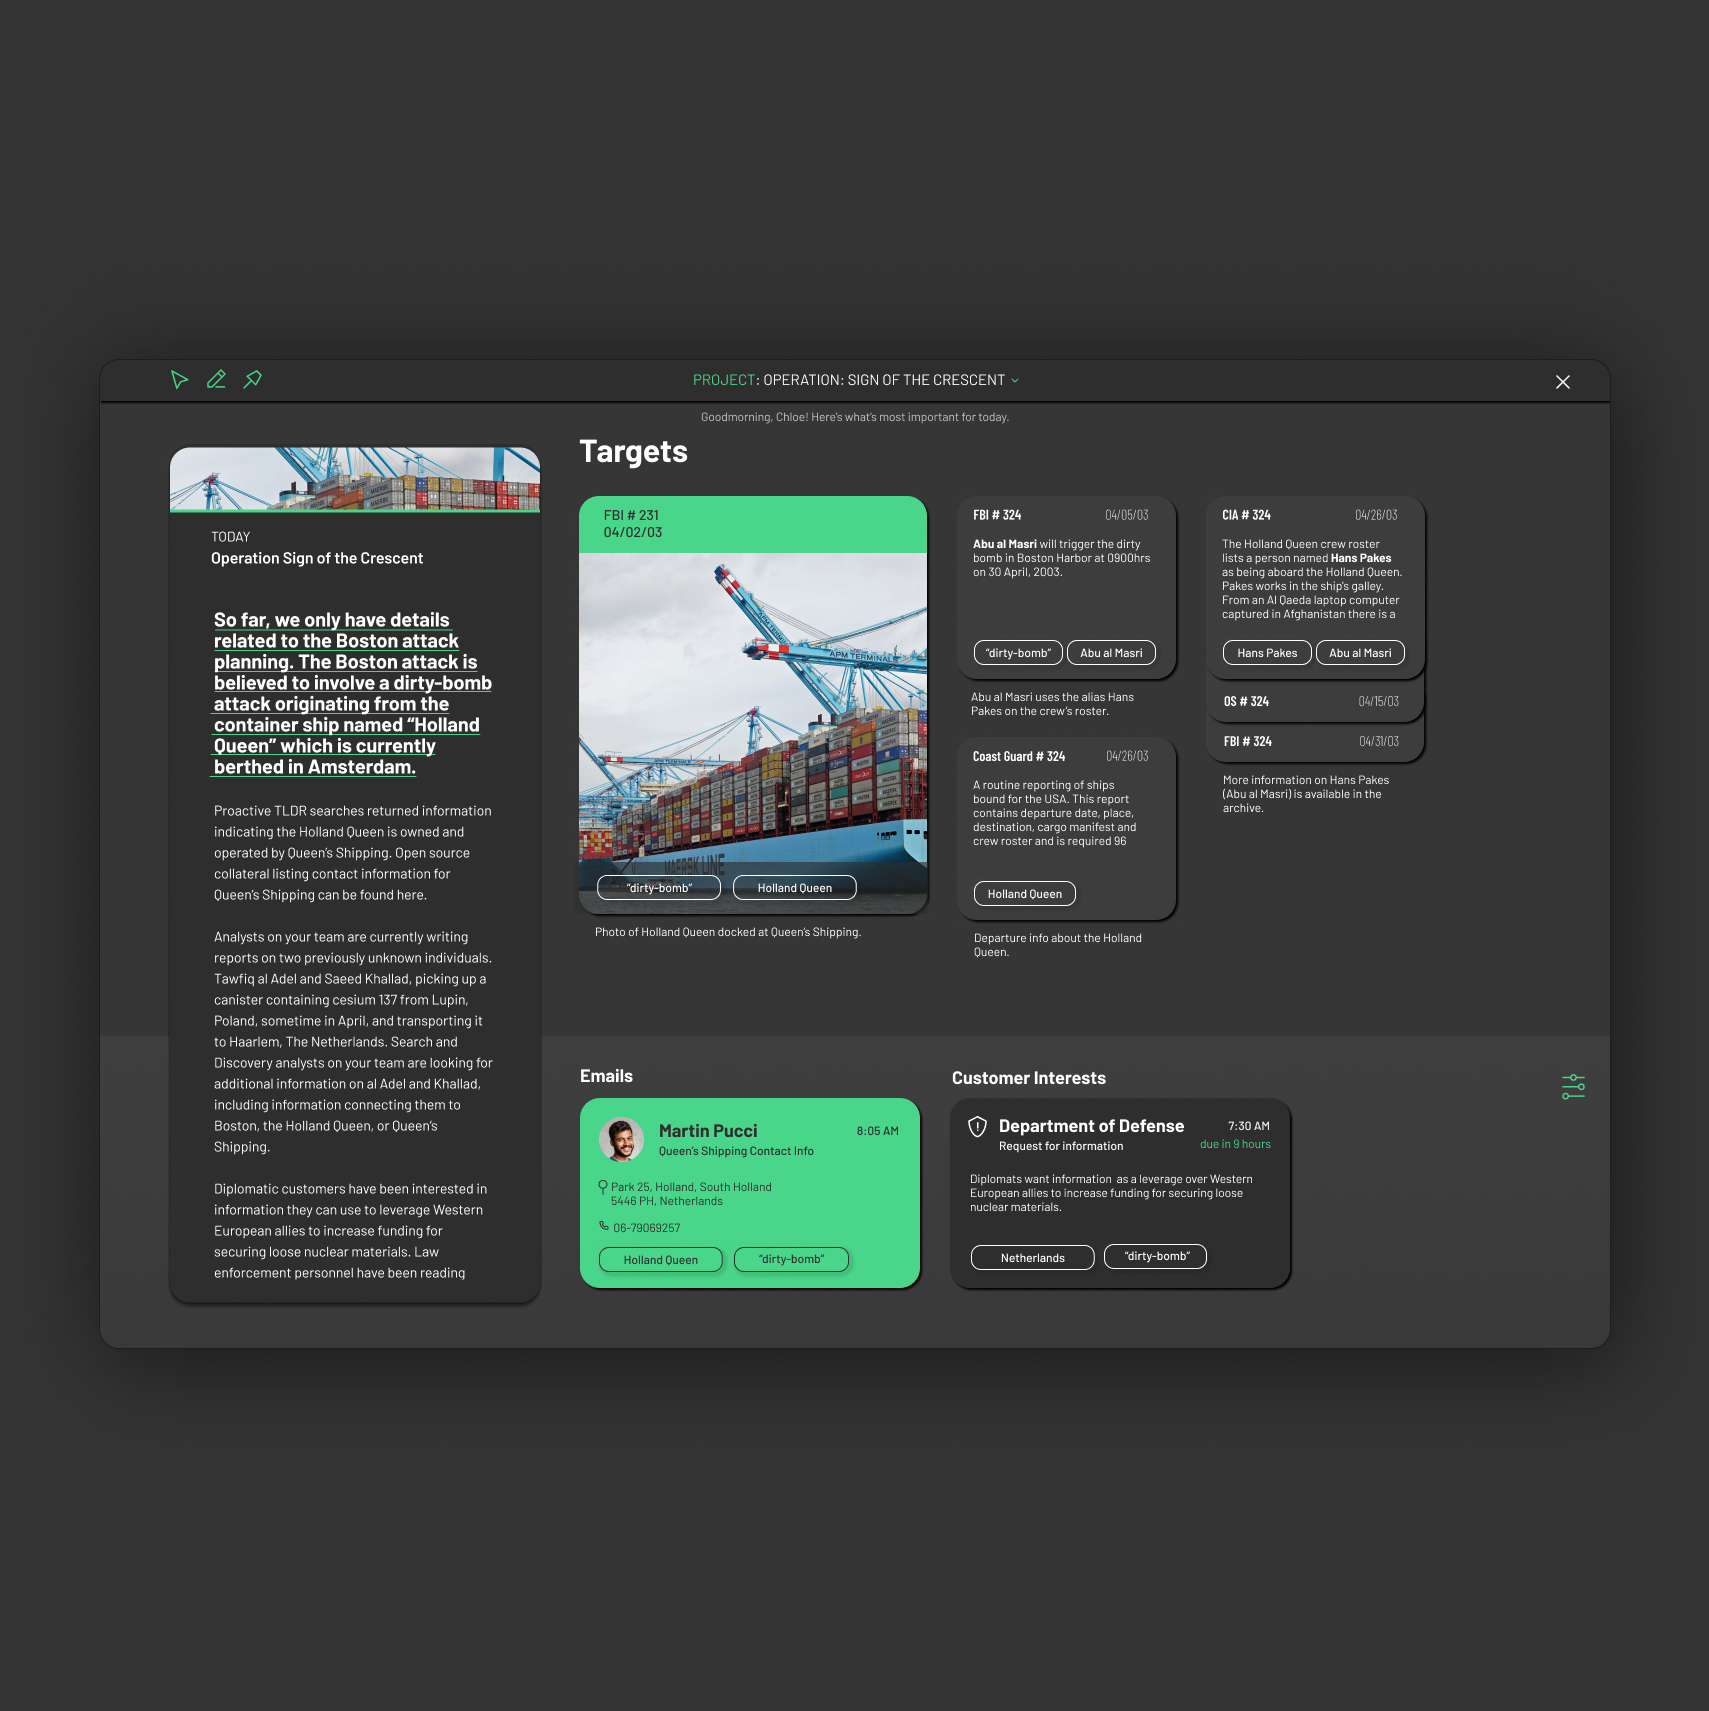 PROJECT: OPERATION: SIGN OF THE CRESCENT
Goodmorning, Chloe! Here's what's most important for today.
TODAY
Operation Sign of the Crescent
So far, we only have details
related to the Boston attack
planning. The Boston attack is
believed to involve a dirty-bomb
attack originating from the
container ship named “Holland
Queen” which is currently
berthed in Amsterdam.
Proactive TLDR searches returned information
indicating the Holland Queen is owned and
operated by Queen’s Shipping. Open source
collateral listing contact information for
Queen’s Shipping can be found here.
Analysts on your team are currently writing
reports on two previously unknown individuals.
Tawfiq al Adel and Saeed Khallad, picking up a
canister containing cesium 137 from Lupin,
Poland, sometime in April, and transporting it
to Haarlem, The Netherlands. Search and
Discovery analysts on your team are looking for
additional information on al Adel and Khallad,
including information connecting them to
Boston, the Holland Queen, or Queen’s
Shipping.
Diplomatic customers have been interested in
information they can use to leverage Western
European allies to increase funding for
securing loose nuclear materials. Law
enforcement personnel have been reading
Targets
FBI # 231
04/02/03
APM TERMINALS
APM TERMINALS
MAERSK LINE
“dirty-bomb”
Holland Queen
Photo of Holland Queen docked at Queen’s Shipping.
FBI # 324
04/05/03
Abu al Masri will trigger the dirty
bomb in Boston Harbor at 0900hrs
on 30 April, 2003.
“dirty-bomb”
Abu al Masri
Abu al Masri uses the alias Hans
Pakes on the crew’s roster.
Coast Guard # 324
04/26/03
A routine reporting of ships
bound for the USA. This report
contains departure date, place,
destination, cargo manifest and
crew roster and is required 96
Holland Queen
Departure info about the Holland
Queen.
CIA # 324
04/26/03
The Holland Queen crew roster
lists a person named Hans Pakes
as being aboard the Holland Queen.
Pakes works in the ship’s galley.
From an Al Qaeda laptop computer
captured in Afghanistan there is a
Hans Pakes
Abu al Masri
OS # 324
04/15/03
FBI # 324
04/31/03
More information on Hans Pakes
(Abu al Masri) is available in the
archive.
Emails
Martin Pucci
8:05 AM
Queen’s Shipping Contact Info
Park 25, Holland, South Holland
5446 PH, Netherlands
06-79069257
Holland Queen
“dirty-bomb”
Customer Interests
Department of Defense
7:30 AM
Request for information
due in 9 hours
Diplomats want information as a leverage over Western
European allies to increase funding for securing loose
nuclear materials.
Netherlands
“dirty-bomb”